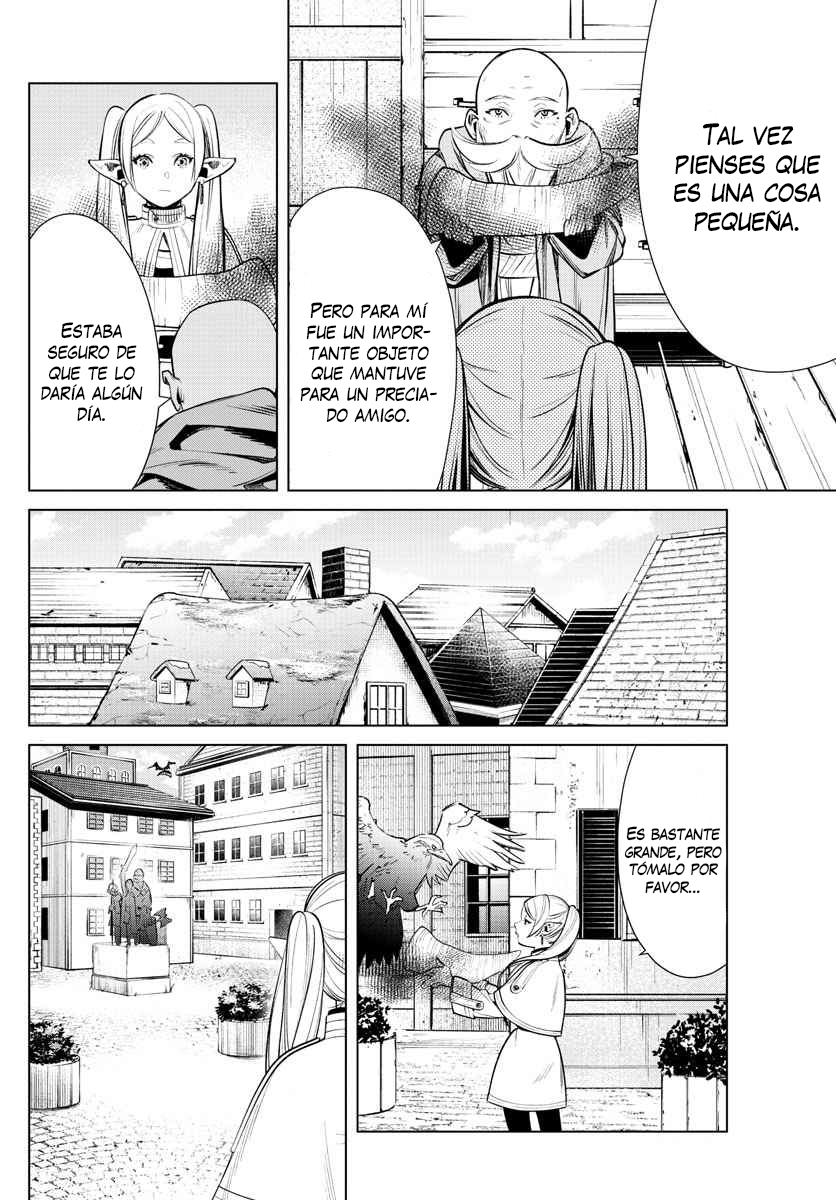 TAL VEZ
PIENSES QUE
ES UNA COSA
PEQUEÑA.
PERO PARA MÍ
FUE UN IMPOR-
TANTE OBJETO
QUE MANTUVE
PARA UN PRECIA-
DO AMIGO.
ESTABA
SEGURO DE
QUE TE LO
DARÍA ALGÚN
DÍA.
ES BASTANTE
GRANDE, PERO
TÓMALO POR
FAVOR...